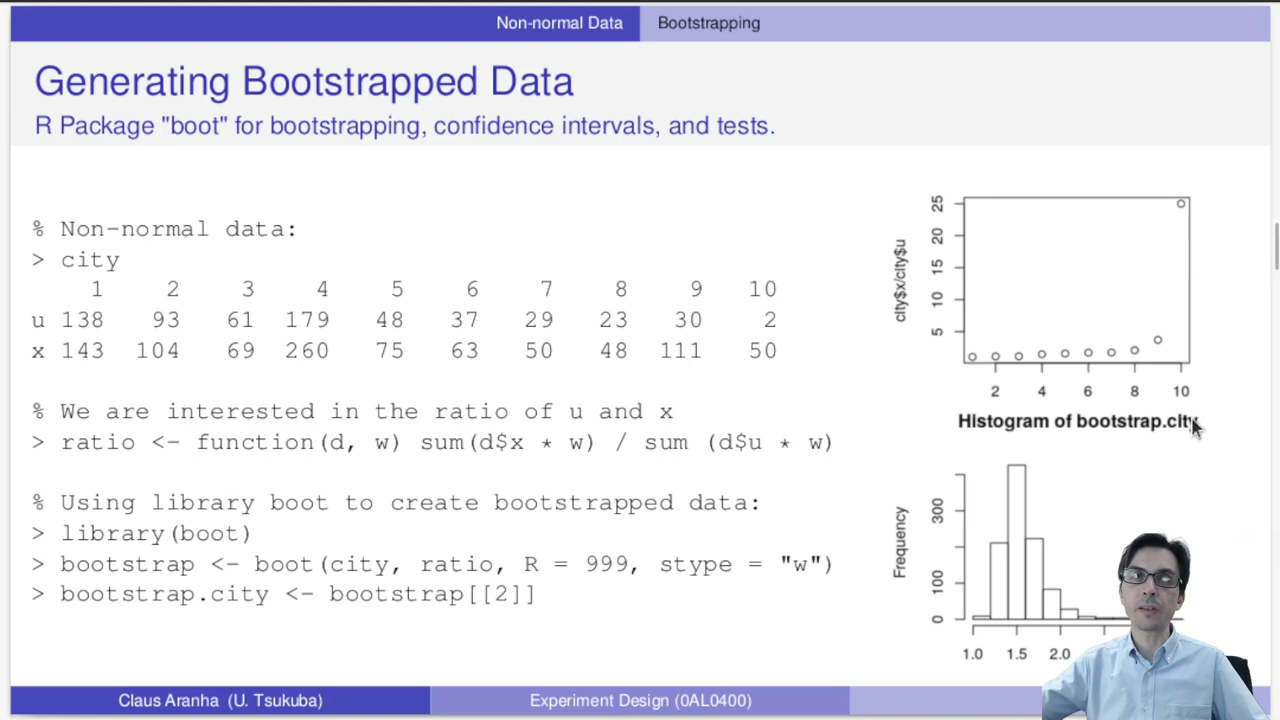 Non-normal Data Bootstrapping
Generating Bootstrapped Data
R Package "boot" for bootstrapping, confidence intervals, and tests.
% Non-normal data:
> city
1 2 3 4 5 6 7 8 9 10
u 138 93 61 179 48 37 29 23 30 2
x 143 104 69 260 75 63 50 48 111 50
% We are interested in the ratio of u and x
> ratio <- function(d, w) sum(d$x * w) / sum (d$u * w)
% Using library boot to create bootstrapped data:
> library(boot)
> bootstrap <- boot(city, ratio, R = 999, stype = "w")
> bootstrap.city <- bootstrap[[2]]
city$x/city$u
25
20
15
10
5
2 4 6 8 10
Histogram of bootstrap.city
Frequency
300
100
0
1.0 1.5 2.0
Claus Aranha (U. Tsukuba) Experiment Design (0AL0400)